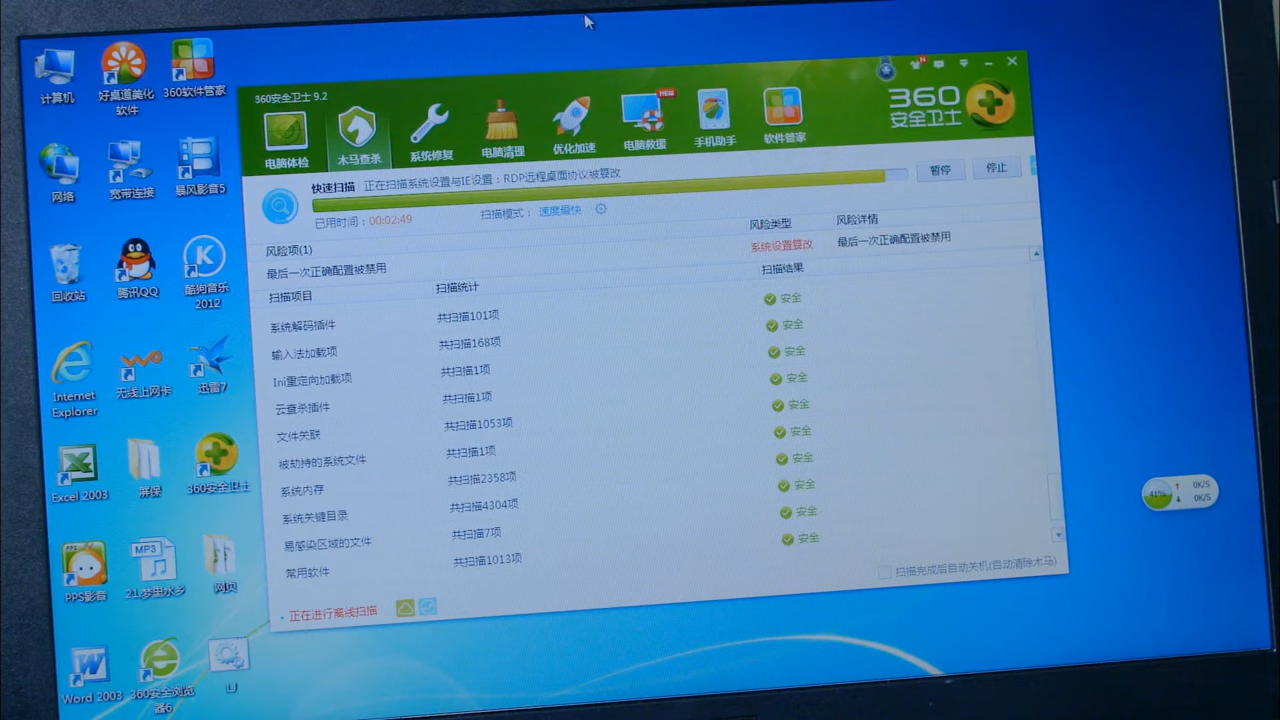 计算机
好桌道美化
软件
360软件管家
网络
宽带连接
暴风影音5
回收站
腾讯QQ
酷狗音乐
2012
Internet
Explorer
无线上网卡
迅雷7
Excel 2003
屏保
360安全卫士
PPS影音
21.梦里水乡
网页
Word 2003
360安全浏览
器6
360安全卫士 9.2
电脑体检
木马查杀
系统修复
电脑清理
优化加速
NEW
电脑救援
手机助手
软件管家
360
安全卫士
快速扫描 正在扫描系统设置与IE设置：RDP远程桌面协议被篡改
暂停
停止
已用时间：00:02:49
扫描模式： 速度最快
风险项(1) 风险类型 风险详情
最后一次正确配置被禁用 系统设置篡改 最后一次正确配置被禁用
扫描项目 扫描统计 扫描结果
系统解码插件 共扫描101项 安全
输入法加载项 共扫描168项 安全
Ini重定向加载项 共扫描1项 安全
云查杀插件 共扫描1项 安全
文件关联 共扫描1053项 安全
被劫持的系统文件 共扫描1项 安全
系统内存 共扫描2358项 安全
系统关键目录 共扫描4304项 安全
易感染区域的文件 共扫描7项 安全
常用软件 共扫描1013项 安全
扫描完成后自动关机(自动清除木马)
正在进行离线扫描
41%
0K/S
0K/S
MP3